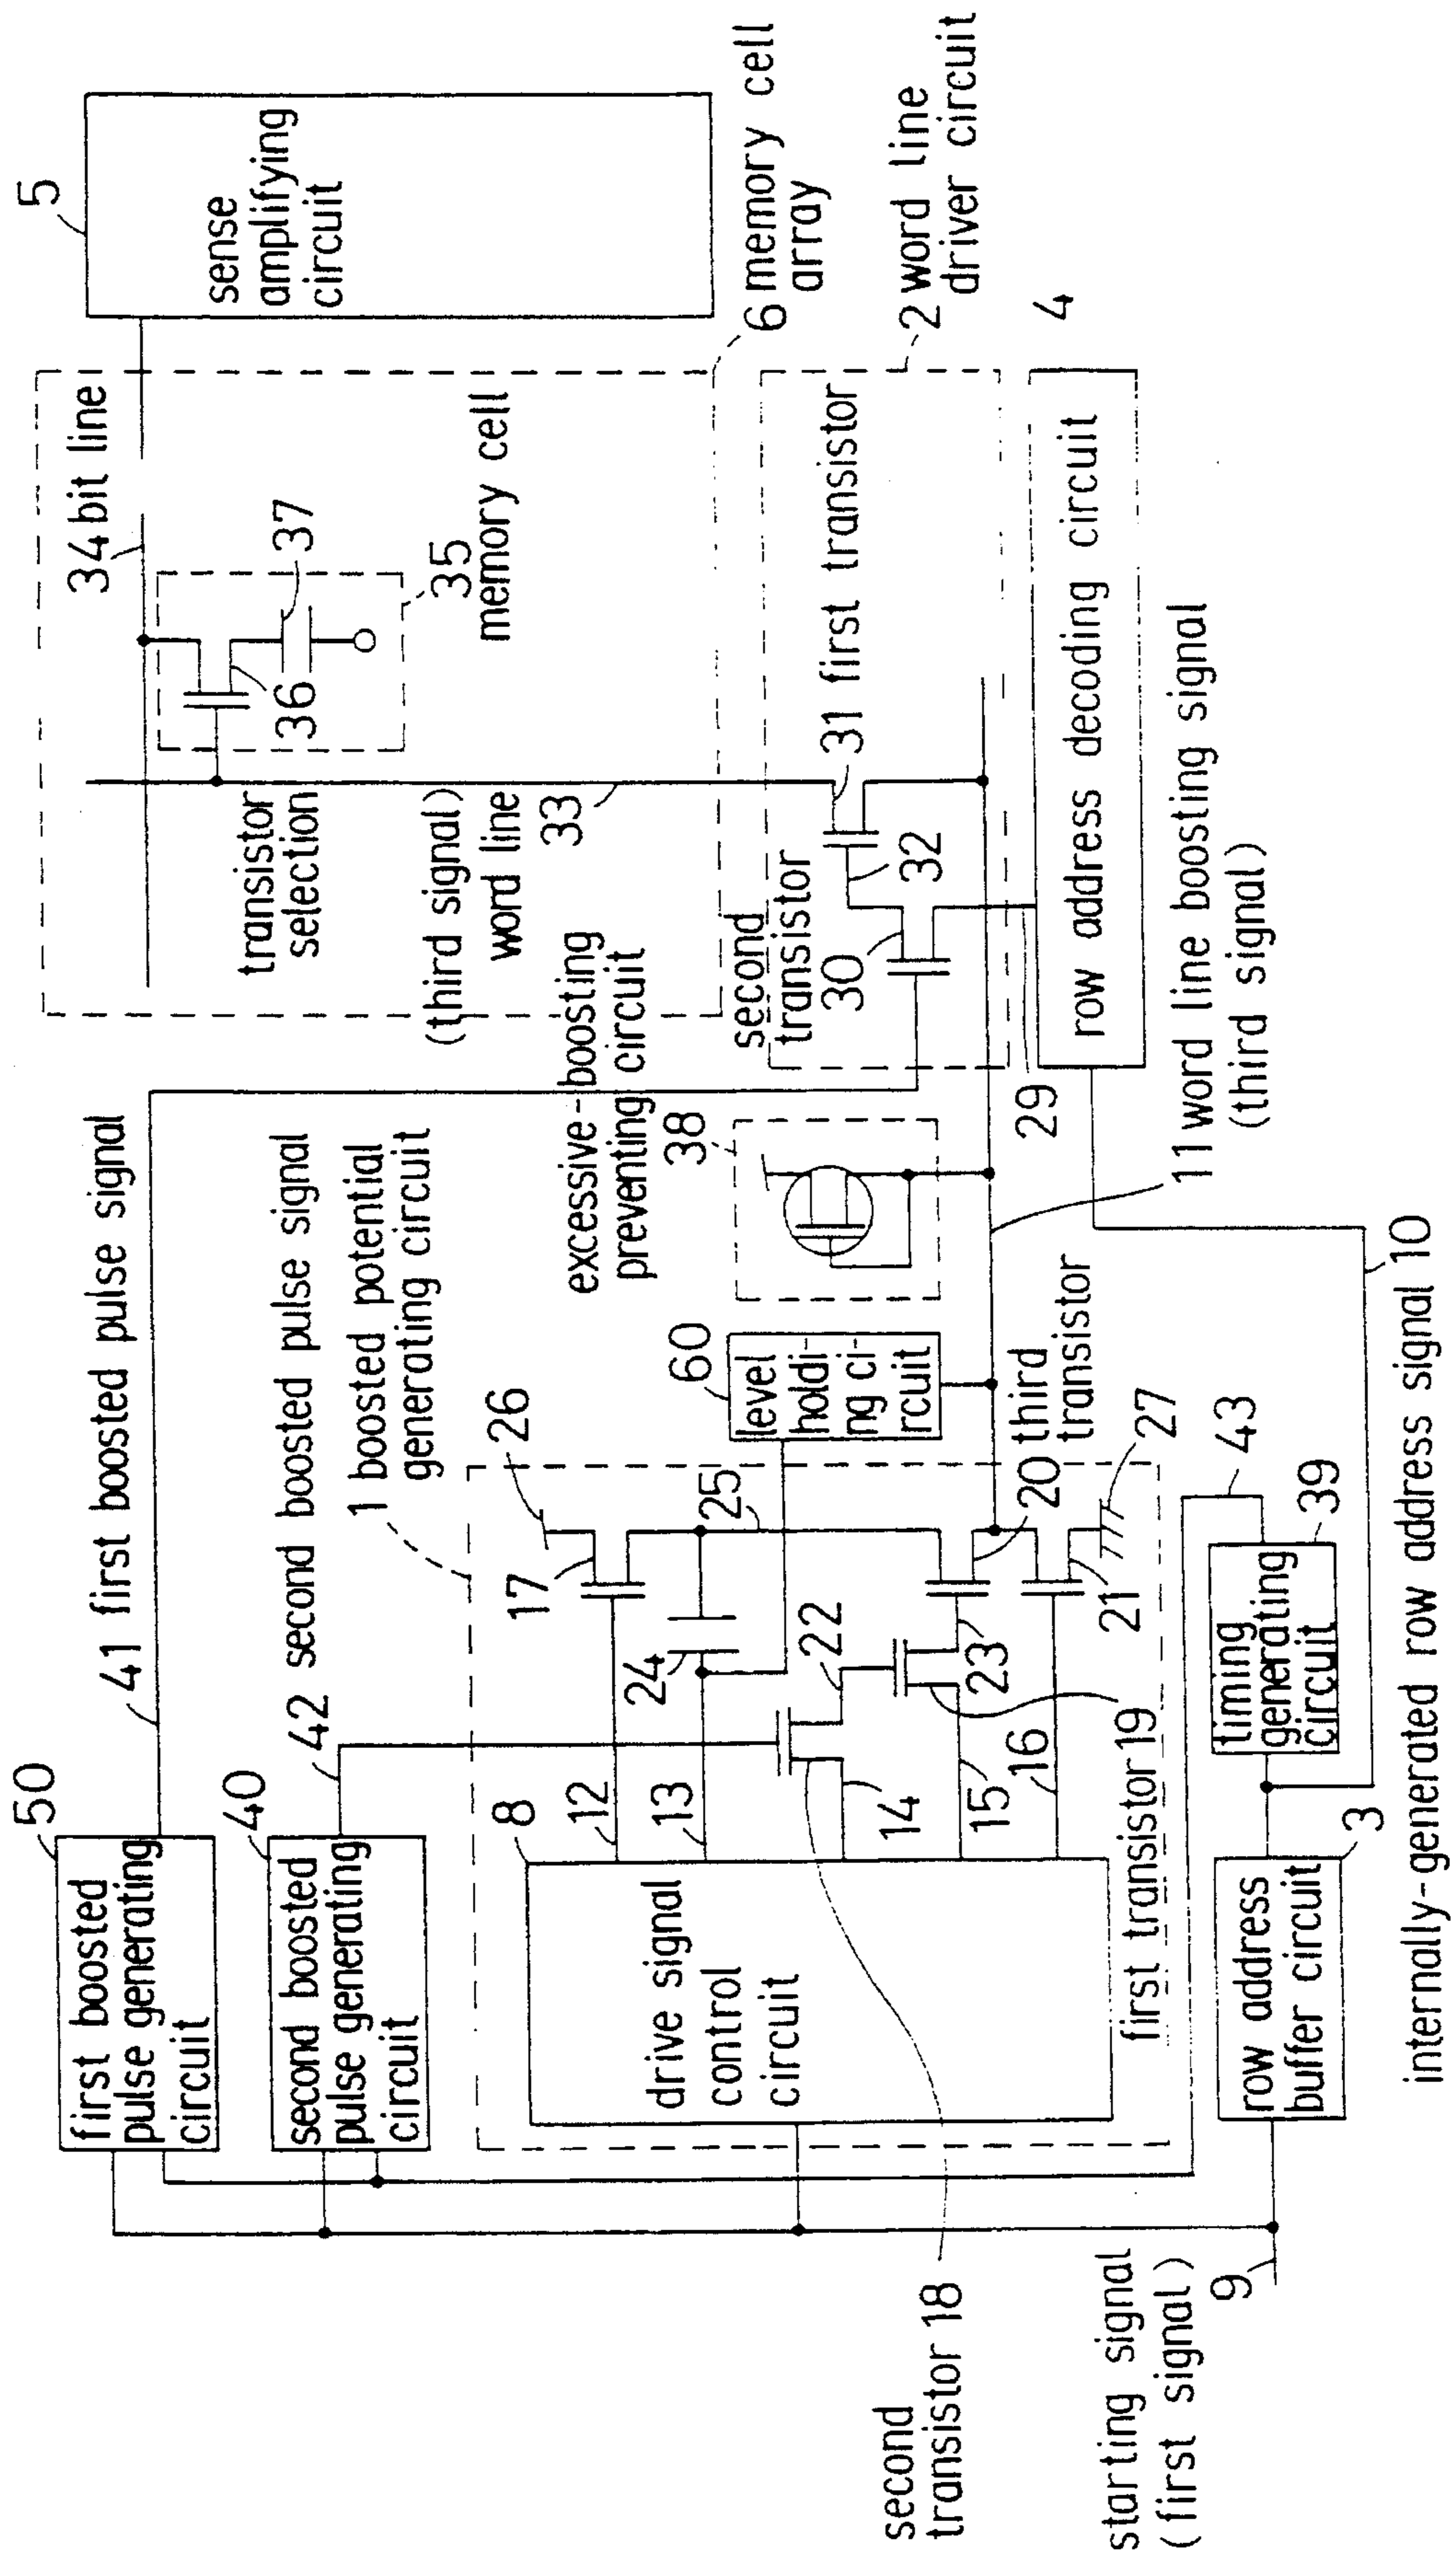 50
first boosted
pulse generating
circuit
41 first boosted pulse signal
40
second boosted
pulse generating
circuit
42 second boosted pulse signal
1 boosted potential
generating circuit
8
drive signal
control
circuit
12
13
14
15
16
17
24
22
23
25
26
20 third
transistor
21
27
first transistor 19
second
transistor 18
starting signal
(first signal)
9
row address
buffer circuit
3
timing
generating
circuit
39
43
internally-generated row address signal 10
60
level
holdi-
ng ci-
rcuit
excessive-boosting
preventing circuit
38
11 word line boosting signal
(third signal)
29
row address decoding circuit
4
second
transistor
30
32
31 first transistor
2 word line
driver circuit
(third signal)
word line
33
transistor
selection
36
37
35
memory cell
34 bit line
6 memory cell
array
5
sense
amplifying
circuit